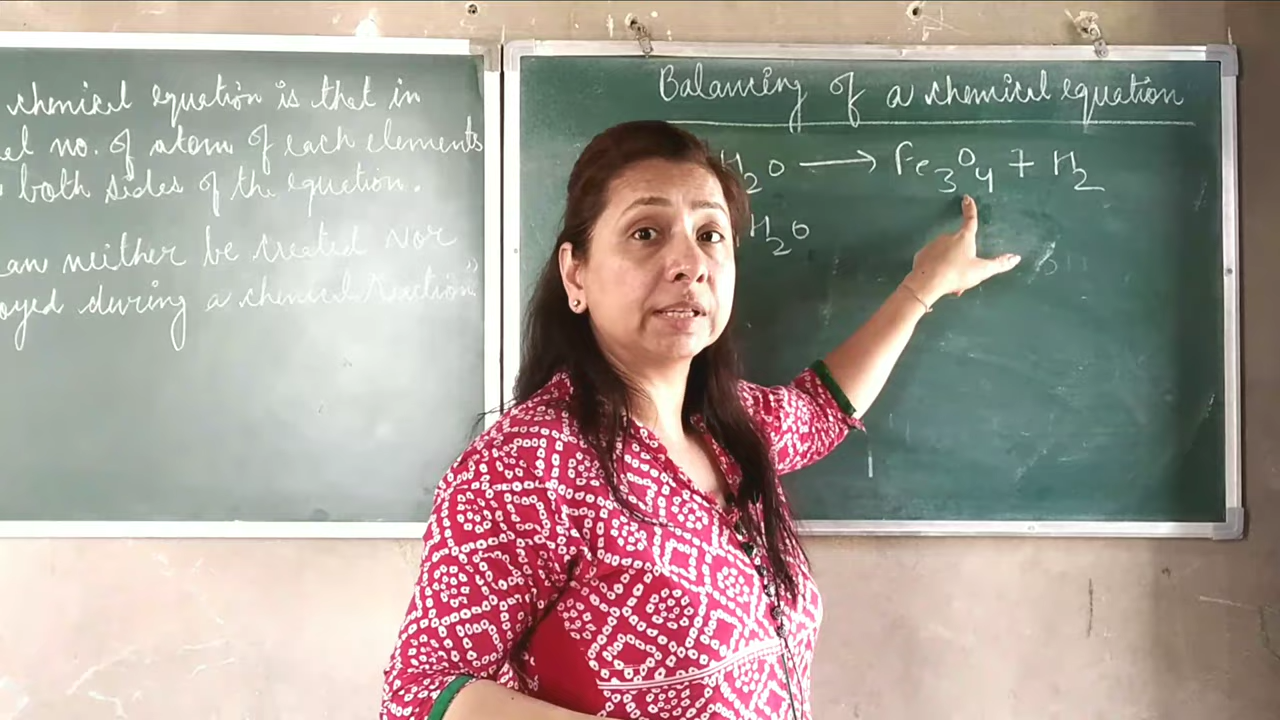 chemical equation is that in
no. of atom of each elements
both sides of the equation.
neither be created Nor
during a chemical reaction"
Balancing of a chemical equation
H2O → Fe3O4 + H2
H2O